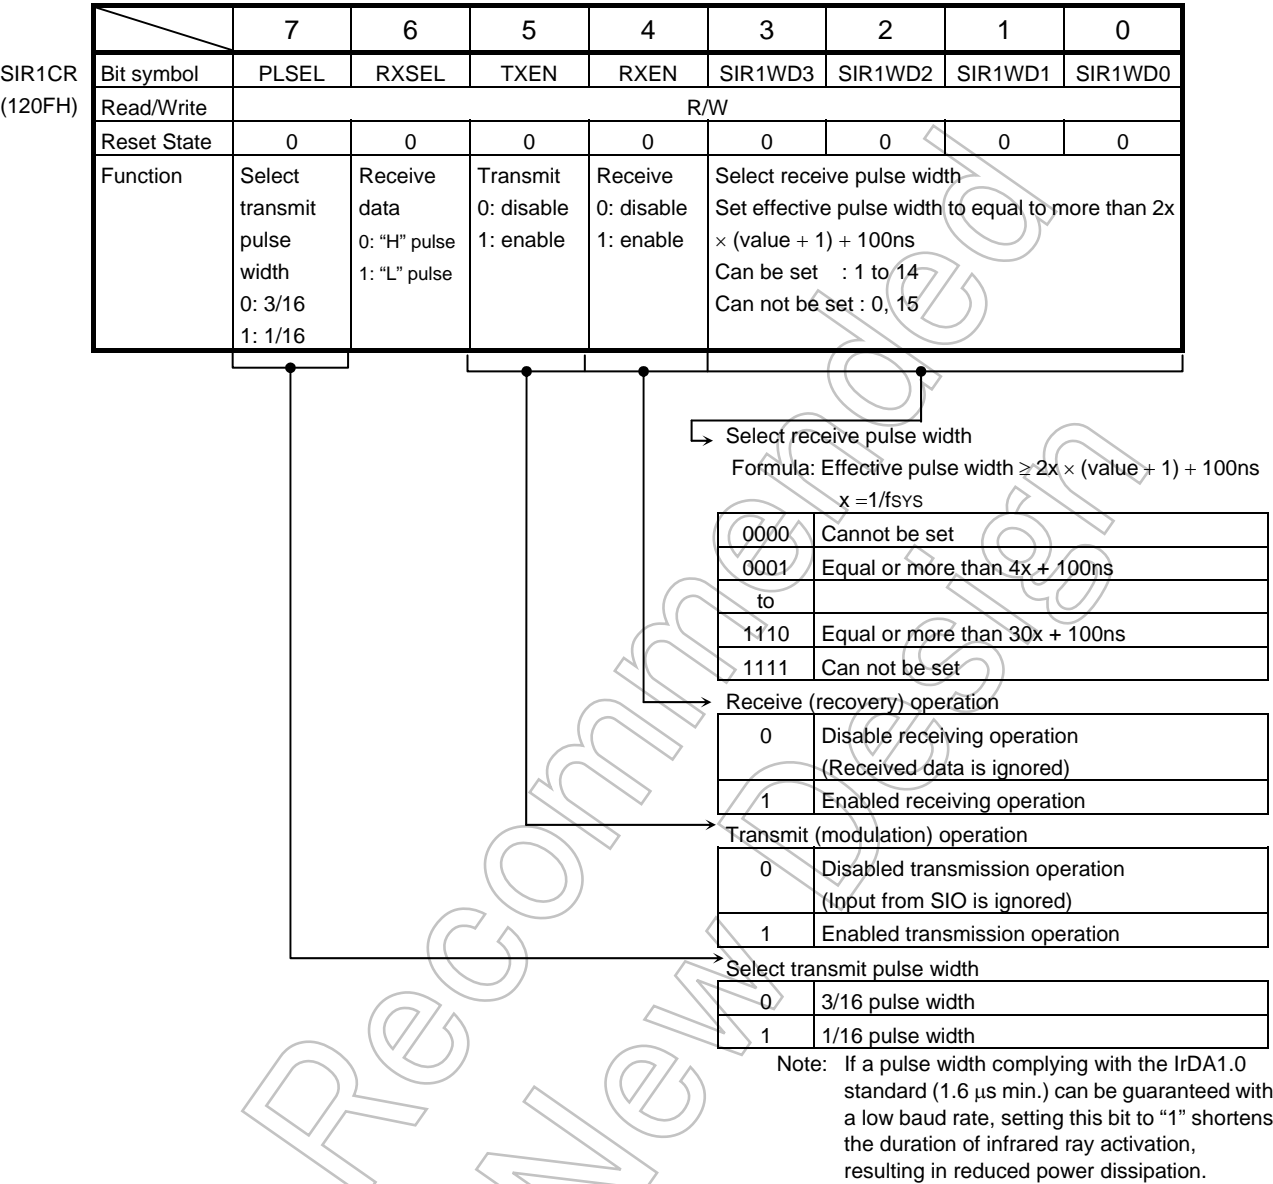 7 6 5 4 3 2 1 0
SIR1CR Bit symbol PLSEL RXSEL TXEN RXEN SIR1WD3 SIR1WD2 SIR1WD1 SIR1WD0
(120FH) Read/Write R/W
Reset State 0 0 0 0 0 0 0 0
Function Select Receive Transmit Receive Select receive pulse width
transmit data 0: disable 0: disable Set effective pulse width to equal to more than 2x
pulse 0: “H” pulse 1: enable 1: enable × (value + 1) + 100ns
width 1: “L” pulse Can be set : 1 to 14
0: 3/16 Can not be set : 0, 15
1: 1/16
Select receive pulse width
Formula: Effective pulse width ≥ 2x × (value + 1) + 100ns
x =1/fSYS
0000 Cannot be set
0001 Equal or more than 4x + 100ns
to
1110 Equal or more than 30x + 100ns
1111 Can not be set
Receive (recovery) operation
0 Disable receiving operation
(Received data is ignored)
1 Enabled receiving operation
Transmit (modulation) operation
0 Disabled transmission operation
(Input from SIO is ignored)
1 Enabled transmission operation
Select transmit pulse width
0 3/16 pulse width
1 1/16 pulse width
Note: If a pulse width complying with the IrDA1.0
standard (1.6 μs min.) can be guaranteed with
a low baud rate, setting this bit to “1” shortens
the duration of infrared ray activation,
resulting in reduced power dissipation.
Recommended
New Design